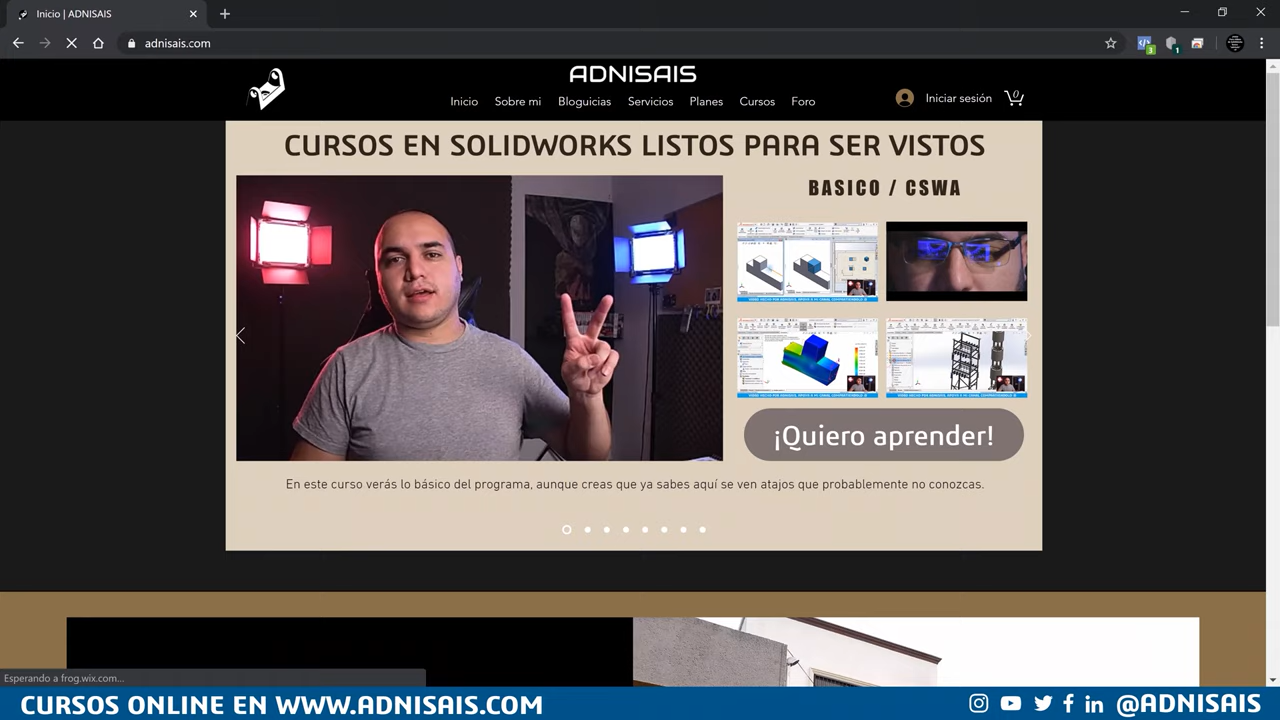 Inicio | ADNISAIS
adnisais.com
3
1
ADNISAIS
Inicio
Sobre mi
Bloguicias
Servicios
Planes
Cursos
Foro
Iniciar sesión
0
CURSOS EN SOLIDWORKS LISTOS PARA SER VISTOS
BASICO / CSWA
¡Quiero aprender!
En este curso verás lo básico del programa, aunque creas que ya sabes aquí se ven atajos que probablemente no conozcas.
Esperando a frog.wix.com...
CURSOS ONLINE EN WWW.ADNISAIS.COM
@ADNISAIS